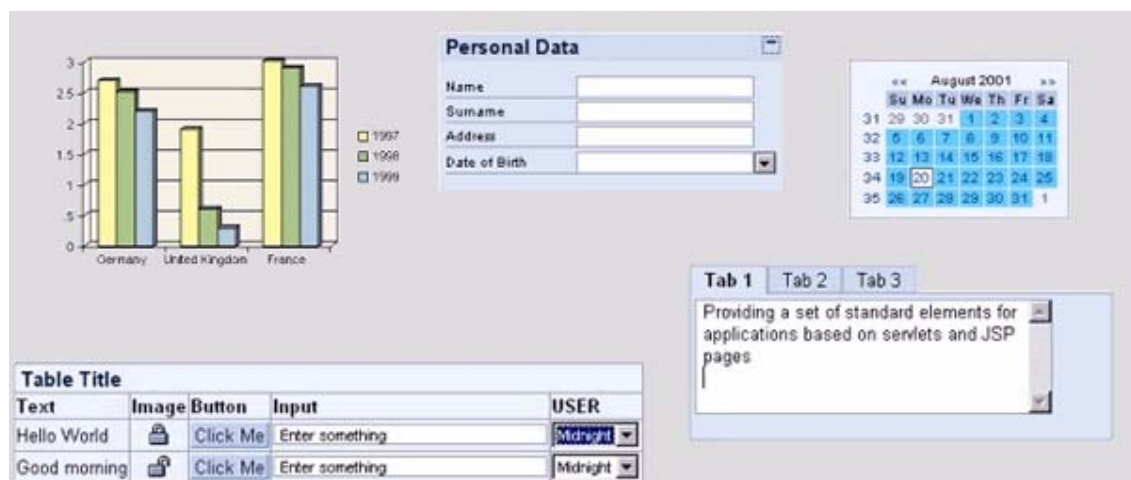 3
2.5
2
1.5
1
.5
0
Germany United Kingdom France
1997
1998
1999
Personal Data
Name
Surname
Address
Date of Birth
<< August 2001 >>
Su Mo Tu We Th Fr Sa
31 29 30 31 1 2 3 4
32 5 6 7 8 9 10 11
33 12 13 14 15 16 17 18
34 19 20 21 22 23 24 25
35 26 27 28 29 30 31 1
Tab 1 Tab 2 Tab 3
Providing a set of standard elements for
applications based on servlets and JSP
pages
Table Title
Text Image Button Input USER
Hello World Click Me Enter something Midnight
Good morning Click Me Enter something Midnight